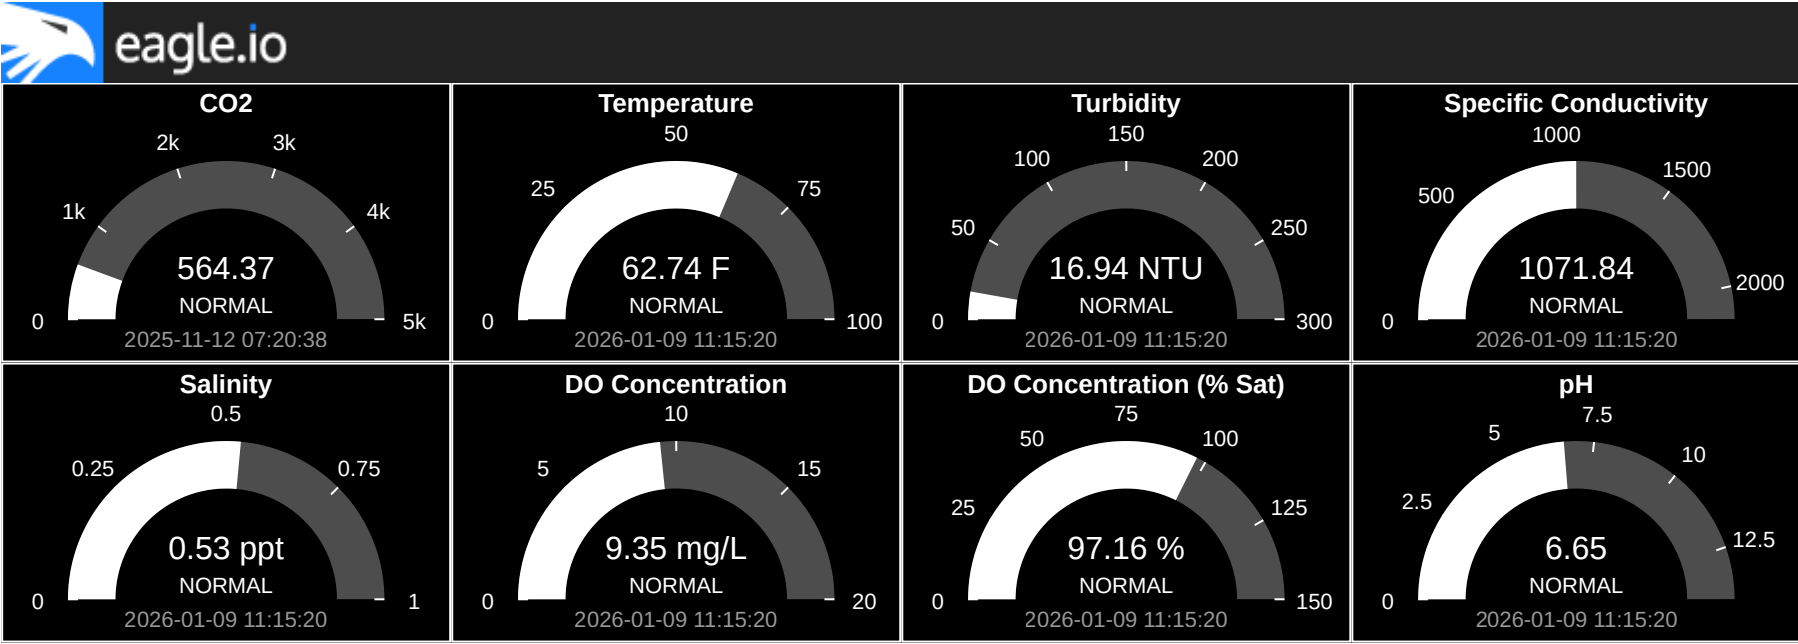 eagle.io
CO2
2k
3k
1k
4k
564.37
NORMAL
0
5k
2025-11-12 07:20:38
Temperature
50
25
75
62.74 F
NORMAL
0
100
2026-01-09 11:15:20
Turbidity
150
100
200
50
250
16.94 NTU
NORMAL
0
300
2026-01-09 11:15:20
Specific Conductivity
1000
1500
500
1071.84
2000
NORMAL
0
2026-01-09 11:15:20
Salinity
0.5
0.25
0.75
0.53 ppt
NORMAL
0
1
2026-01-09 11:15:20
DO Concentration
10
5
15
9.35 mg/L
NORMAL
0
20
2026-01-09 11:15:20
DO Concentration (% Sat)
75
50
100
25
125
97.16 %
NORMAL
0
150
2026-01-09 11:15:20
pH
7.5
5
10
2.5
12.5
6.65
NORMAL
0
2026-01-09 11:15:20